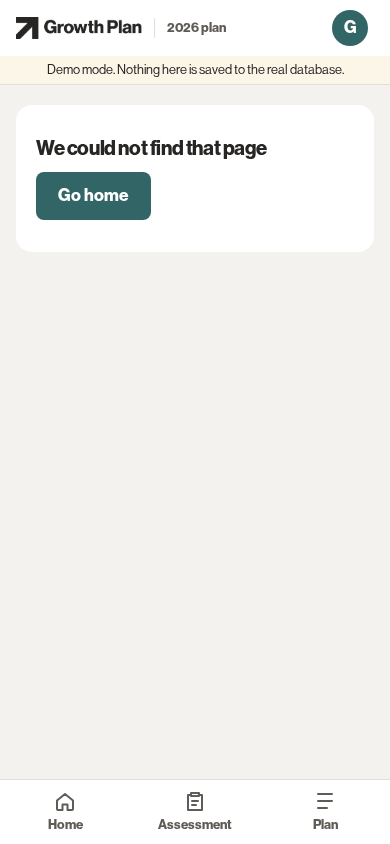 Growth Plan
2026 plan
G
Demo mode. Nothing here is saved to the real database.
We could not find that page
Go home
Home
Assessment
Plan